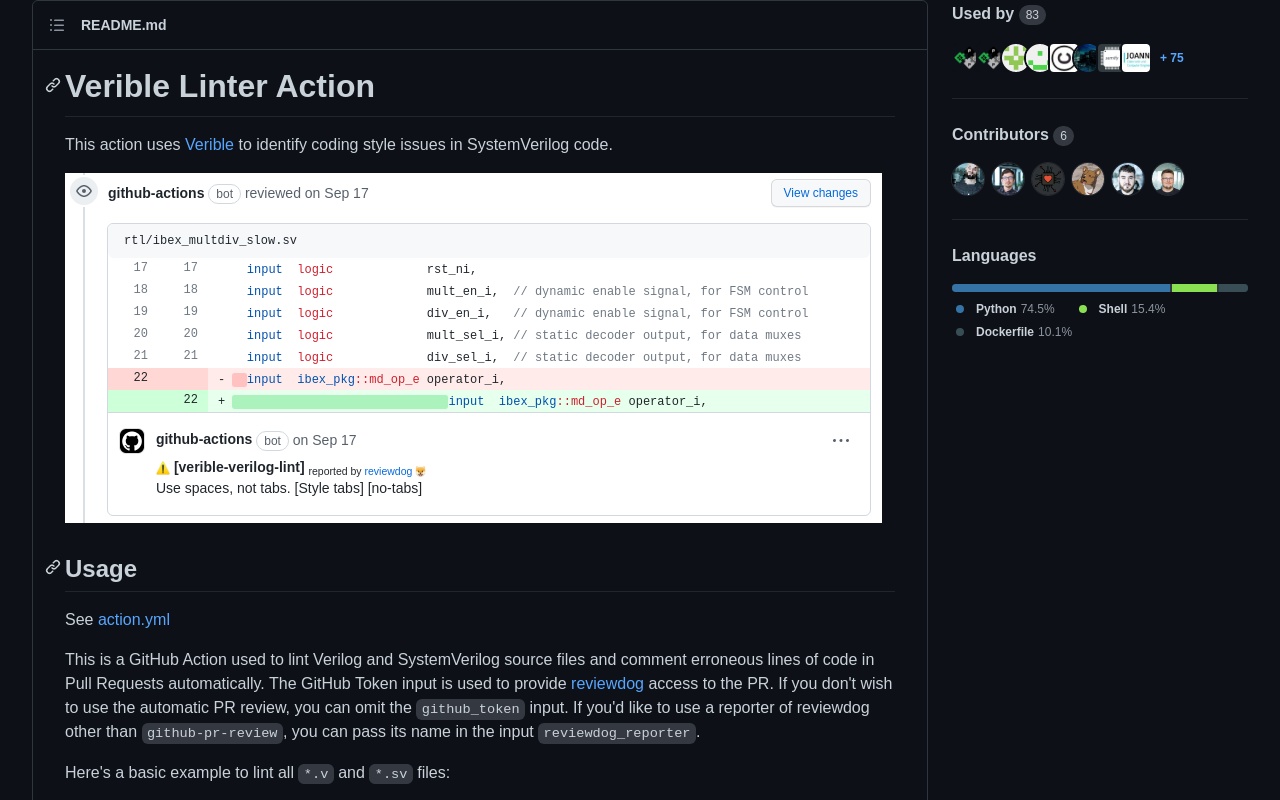 README.md
Verible Linter Action
This action uses Verible to identify coding style issues in SystemVerilog code.
github-actions bot reviewed on Sep 17
View changes
rtl/ibex_multdiv_slow.sv
17 17 input logic rst_ni,
18 18 input logic mult_en_i, // dynamic enable signal, for FSM control
19 19 input logic div_en_i, // dynamic enable signal, for FSM control
20 20 input logic mult_sel_i, // static decoder output, for data muxes
21 21 input logic div_sel_i, // static decoder output, for data muxes
22 - input ibex_pkg::md_op_e operator_i,
22 + input ibex_pkg::md_op_e operator_i,
github-actions bot on Sep 17
[verible-verilog-lint] reported by reviewdog
Use spaces, not tabs. [Style tabs] [no-tabs]
Usage
See action.yml
This is a GitHub Action used to lint Verilog and SystemVerilog source files and comment erroneous lines of code in
Pull Requests automatically. The GitHub Token input is used to provide reviewdog access to the PR. If you don't wish
to use the automatic PR review, you can omit the github_token input. If you'd like to use a reporter of reviewdog
other than github-pr-review, you can pass its name in the input reviewdog_reporter.
Here's a basic example to lint all *.v and *.sv files:
Used by 83
JOANN
+ 75
Contributors 6
Languages
Python 74.5% Shell 15.4%
Dockerfile 10.1%